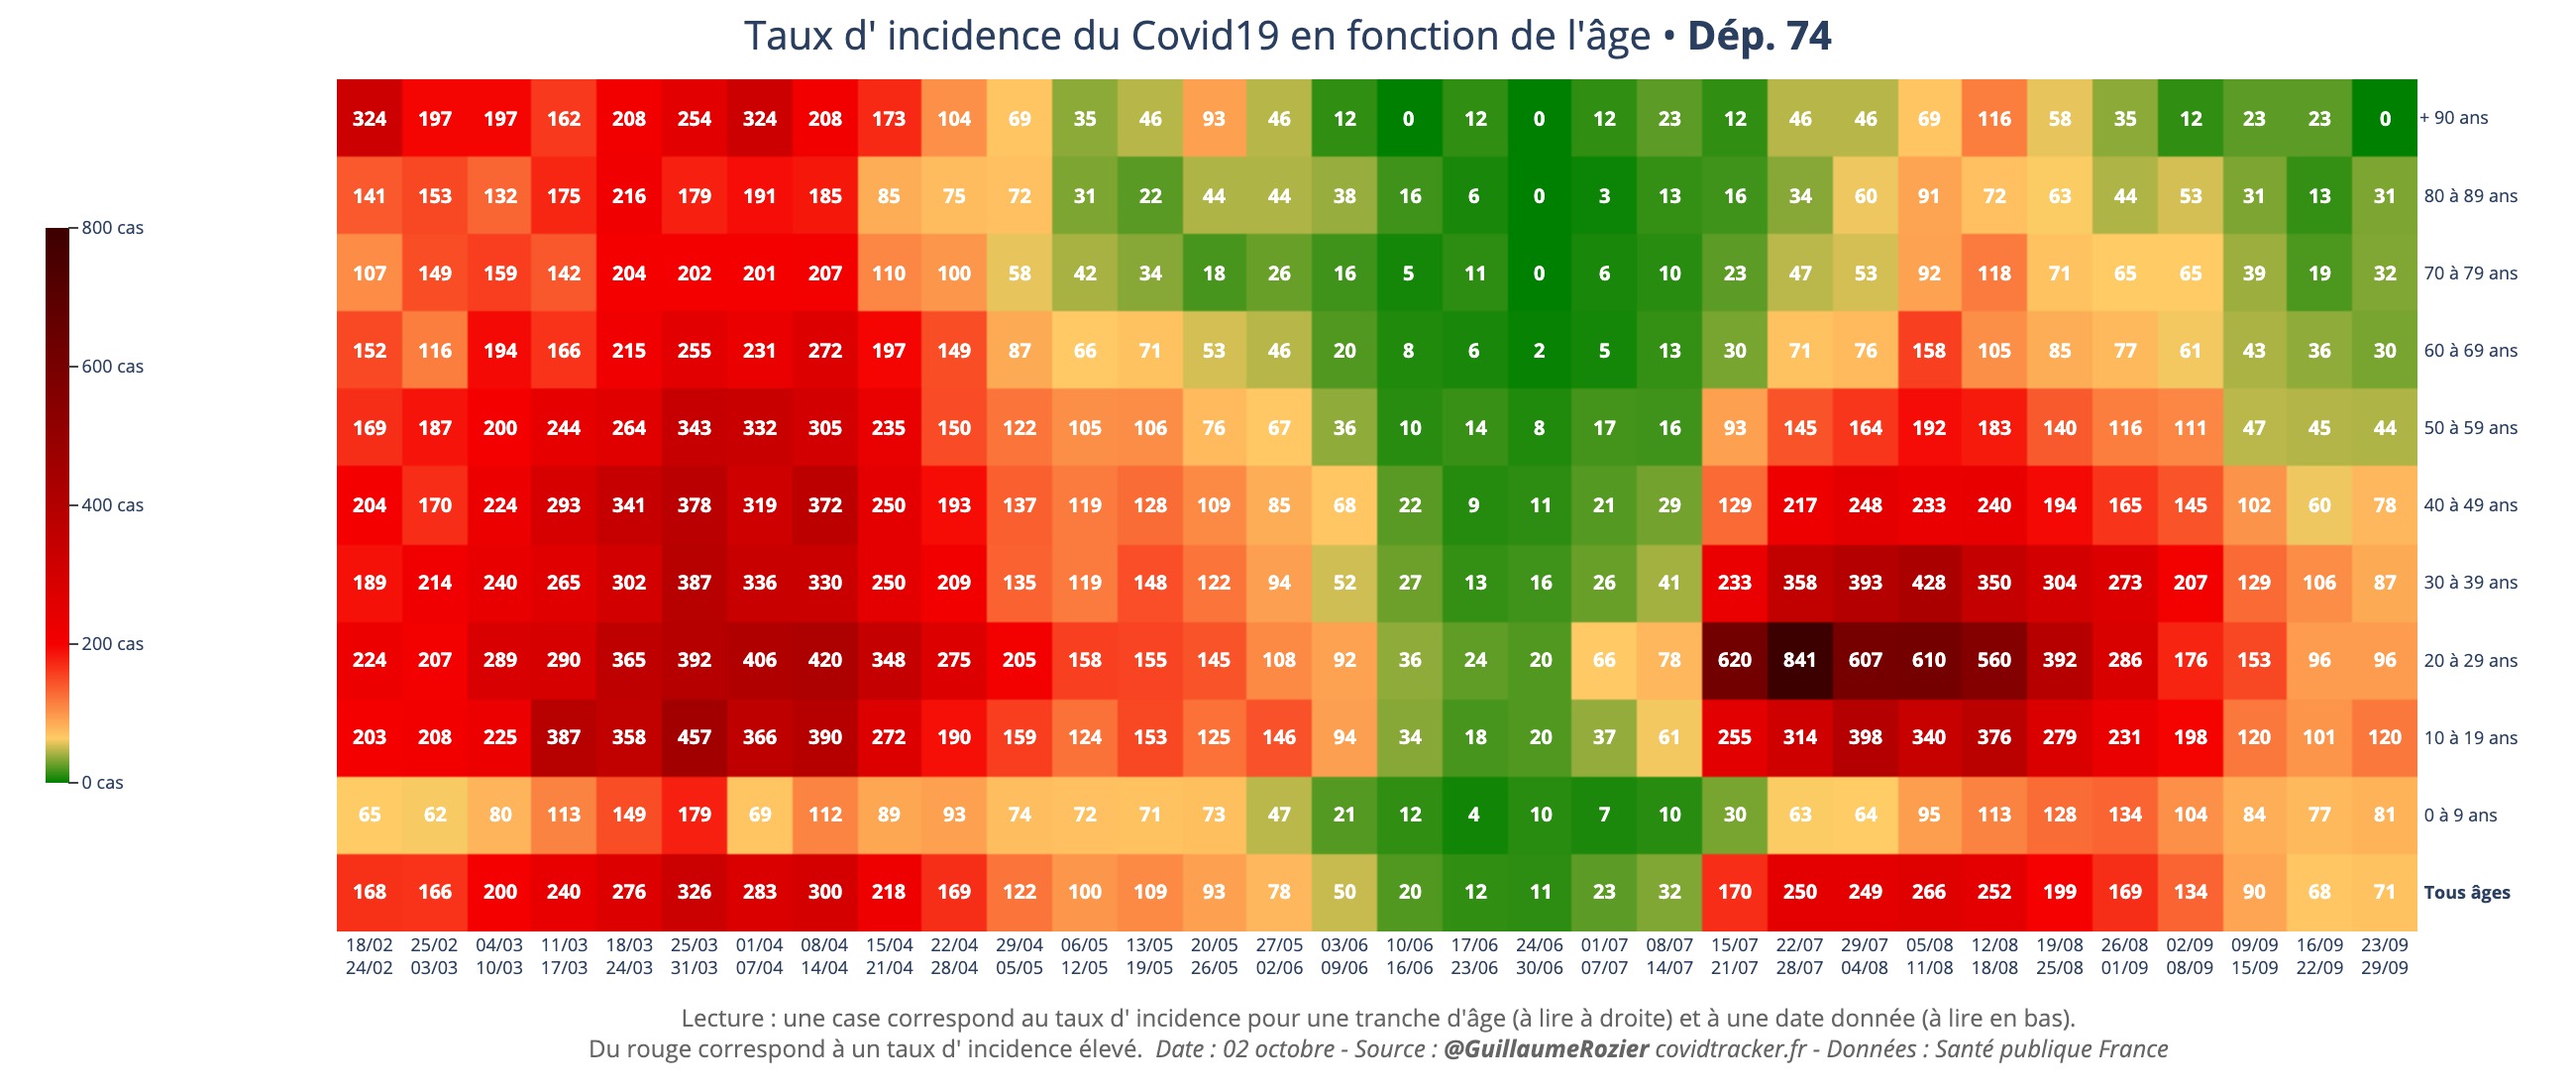 Taux d' incidence du Covid19 en fonction de l'âge • Dép. 74
324 197 197 162 208 254 324 208 173 104 69 35 46 93 46 12 0 12 0 12 23 12 46 46 69 116 58 35 12 23 23 0 + 90 ans
141 153 132 175 216 179 191 185 85 75 72 31 22 44 44 38 16 6 0 3 13 16 34 60 91 72 63 44 53 31 13 31 80 à 89 ans
800 cas
107 149 159 142 204 202 201 207 110 100 58 42 34 18 26 16 5 11 0 6 10 23 47 53 92 118 71 65 65 39 19 32 70 à 79 ans
152 116 194 166 215 255 231 272 197 149 87 66 71 53 46 20 8 6 2 5 13 30 71 76 158 105 85 77 61 43 36 30 60 à 69 ans
600 cas
169 187 200 244 264 343 332 305 235 150 122 105 106 76 67 36 10 14 8 17 16 93 145 164 192 183 140 116 111 47 45 44 50 à 59 ans
400 cas
204 170 224 293 341 378 319 372 250 193 137 119 128 109 85 68 22 9 11 21 29 129 217 248 233 240 194 165 145 102 60 78 40 à 49 ans
189 214 240 265 302 387 336 330 250 209 135 119 148 122 94 52 27 13 16 26 41 233 358 393 428 350 304 273 207 129 106 87 30 à 39 ans
200 cas
224 207 289 290 365 392 406 420 348 275 205 158 155 145 108 92 36 24 20 66 78 620 841 607 610 560 392 286 176 153 96 96 20 à 29 ans
203 208 225 387 358 457 366 390 272 190 159 124 153 125 146 94 34 18 20 37 61 255 314 398 340 376 279 231 198 120 101 120 10 à 19 ans
0 cas
65 62 80 113 149 179 69 112 89 93 74 72 71 73 47 21 12 4 10 7 10 30 63 64 95 113 128 134 104 84 77 81 0 à 9 ans
168 166 200 240 276 326 283 300 218 169 122 100 109 93 78 50 20 12 11 23 32 170 250 249 266 252 199 169 134 90 68 71 Tous âges
18/02 25/02 04/03 11/03 18/03 25/03 01/04 08/04 15/04 22/04 29/04 06/05 13/05 20/05 27/05 03/06 10/06 17/06 24/06 01/07 08/07 15/07 22/07 29/07 05/08 12/08 19/08 26/08 02/09 09/09 16/09 23/09
24/02 03/03 10/03 17/03 24/03 31/03 07/04 14/04 21/04 28/04 05/05 12/05 19/05 26/05 02/06 09/06 16/06 23/06 30/06 07/07 14/07 21/07 28/07 04/08 11/08 18/08 25/08 01/09 08/09 15/09 22/09 29/09
Lecture : une case correspond au taux d' incidence pour une tranche d'âge (à lire à droite) et à une date donnée (à lire en bas).
Du rouge correspond à un taux d' incidence élevé. Date : 02 octobre - Source : @GuillaumeRozier covidtracker.fr - Données : Santé publique France